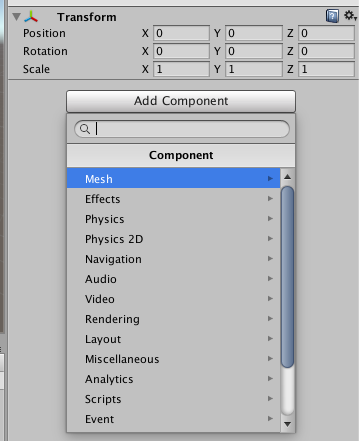 Transform
Position X 0 Y 0 Z 0
Rotation X 0 Y 0 Z 0
Scale X 1 Y 1 Z 1
Add Component
Component
Mesh
Effects
Physics
Physics 2D
Navigation
Audio
Video
Rendering
Layout
Miscellaneous
Analytics
Scripts
Event